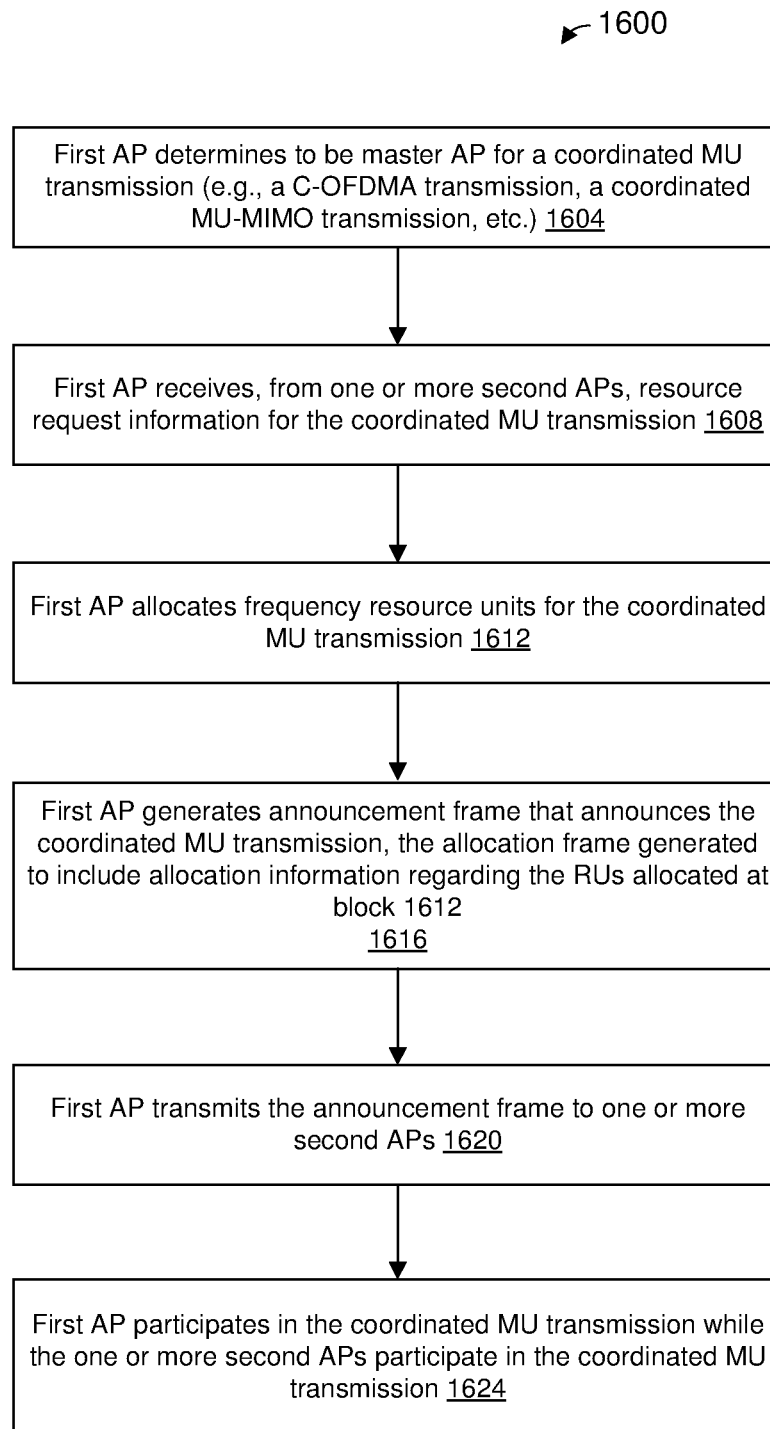 1600
First AP determines to be master AP for a coordinated MU
transmission (e.g., a C-OFDMA transmission, a coordinated
MU-MIMO transmission, etc.) 1604
First AP receives, from one or more second APs, resource
request information for the coordinated MU transmission 1608
First AP allocates frequency resource units for the coordinated
MU transmission 1612
First AP generates announcement frame that announces the
coordinated MU transmission, the allocation frame generated
to include allocation information regarding the RUs allocated at
block 1612
1616
First AP transmits the announcement frame to one or more
second APs 1620
First AP participates in the coordinated MU transmission while
the one or more second APs participate in the coordinated MU
transmission 1624